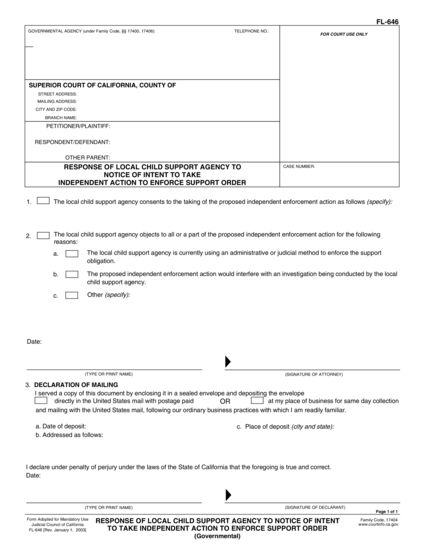 FL-646
GOVERNMENTAL AGENCY (under Family Code, §§ 17400, 17406): TELEPHONE NO.:
FOR COURT USE ONLY
SUPERIOR COURT OF CALIFORNIA, COUNTY OF
STREET ADDRESS:
MAILING ADDRESS:
CITY AND ZIP CODE:
BRANCH NAME:
PETITIONER/PLAINTIFF:
RESPONDENT/DEFENDANT:
OTHER PARENT:
RESPONSE OF LOCAL CHILD SUPPORT AGENCY TO
NOTICE OF INTENT TO TAKE
INDEPENDENT ACTION TO ENFORCE SUPPORT ORDER
CASE NUMBER:
1. The local child support agency consents to the taking of the proposed independent enforcement action as follows (specify):
2. The local child support agency objects to all or a part of the proposed independent enforcement action for the following
reasons:
a. The local child support agency is currently using an administrative or judicial method to enforce the support
obligation.
b. The proposed independent enforcement action would interfere with an investigation being conducted by the local
child support agency.
c. Other (specify):
Date:
(TYPE OR PRINT NAME) (SIGNATURE OF ATTORNEY)
3. DECLARATION OF MAILING
I served a copy of this document by enclosing it in a sealed envelope and depositing the envelope
directly in the United States mail with postage paid OR at my place of business for same day collection
and mailing with the United States mail, following our ordinary business practices with which I am readily familiar.
a. Date of deposit: c. Place of deposit (city and state):
b. Addressed as follows:
I declare under penalty of perjury under the laws of the State of California that the foregoing is true and correct.
Date:
(TYPE OR PRINT NAME) (SIGNATURE OF DECLARANT)
Page 1 of 1
Form Adopted for Mandatory Use
Judicial Council of California
FL-646 [Rev. January 1, 2003]
RESPONSE OF LOCAL CHILD SUPPORT AGENCY TO NOTICE OF INTENT
TO TAKE INDEPENDENT ACTION TO ENFORCE SUPPORT ORDER
(Governmental)
Family Code, 17404
www.courtinfo.ca.gov